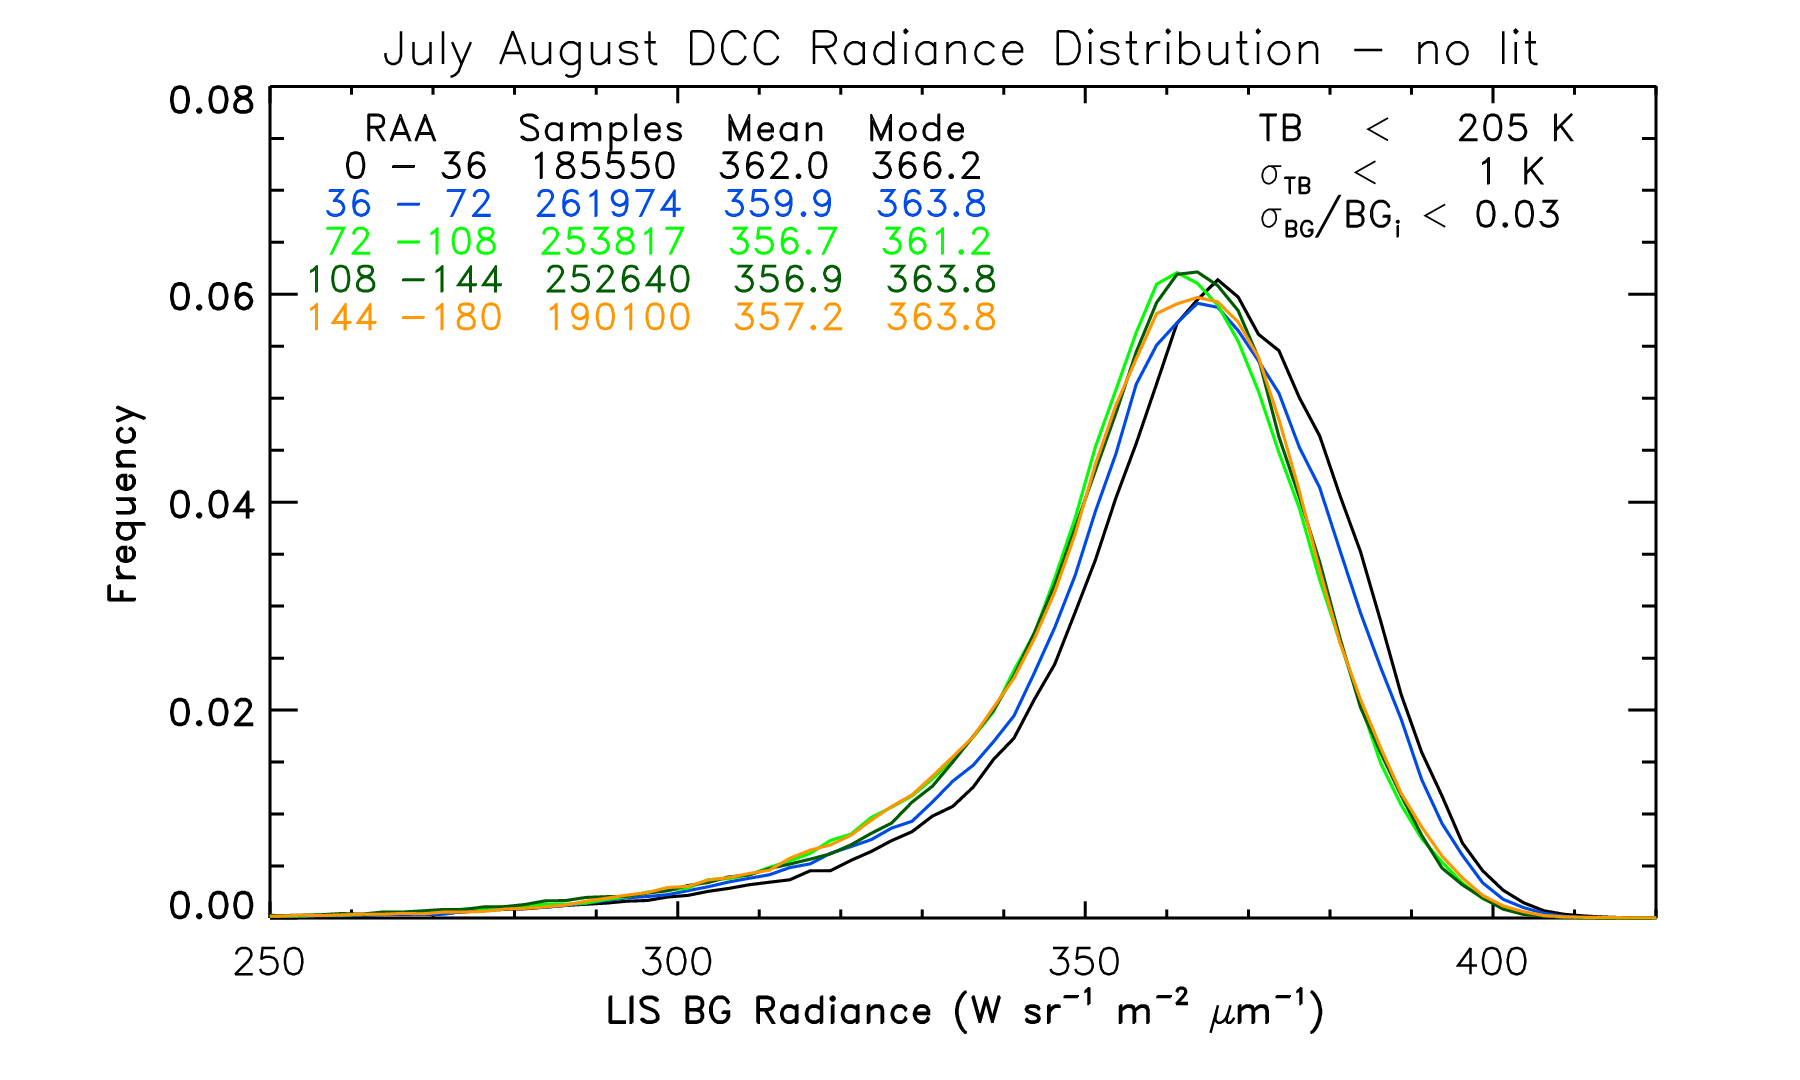 July August DCC Radiance Distribution – no lit
RAA Samples Mean Mode
0 – 36 185550 362.0 366.2
36 – 72 261974 359.9 363.8
72 –108 253817 356.7 361.2
108 –144 252640 356.9 363.8
144 –180 190100 357.2 363.8
TB < 205 K
σTB < 1 K
σBG/BGi < 0.03
0.08
0.06
0.04
0.02
0.00
Frequency
250 300 350 400
LIS BG Radiance (W sr⁻¹ m⁻² μm⁻¹)